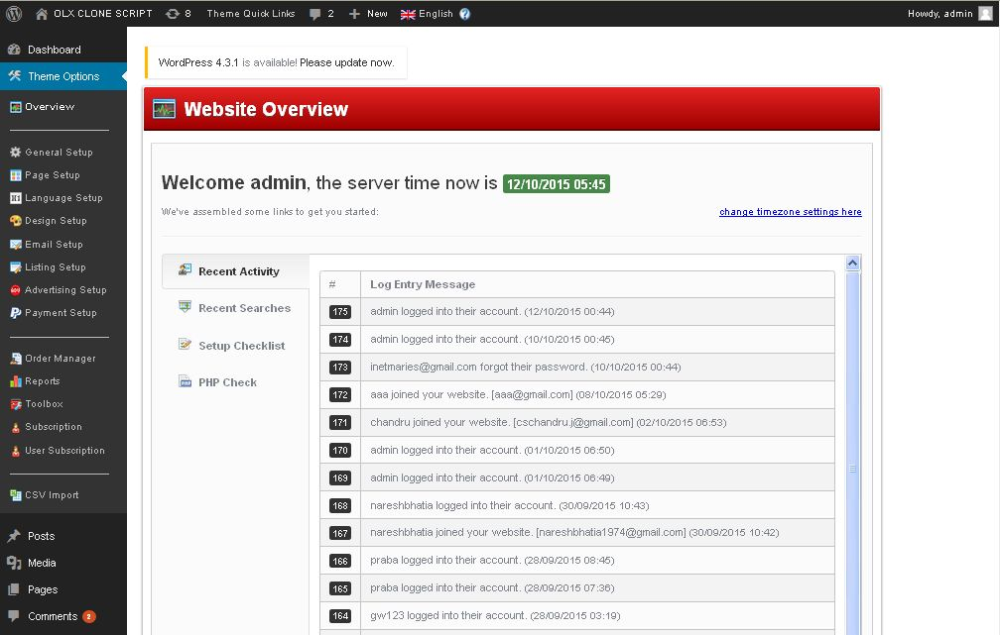 OLX CLONE SCRIPT 8 Theme Quick Links 2 New English ? Howdy, admin
Dashboard
Theme Options
Overview
General Setup
Page Setup
Language Setup
Design Setup
Email Setup
Listing Setup
Advertising Setup
Payment Setup
Order Manager
Reports
Toolbox
Subscription
User Subscription
CSV Import
Posts
Media
Pages
Comments 2
WordPress 4.3.1 is available! Please update now.
Website Overview
Welcome admin, the server time now is 12/10/2015 05:45
We've assembled some links to get you started: change timezone settings here
Recent Activity
Recent Searches
Setup Checklist
PHP Check
# Log Entry Message
175 admin logged into their account. (12/10/2015 00:44)
174 admin logged into their account. (10/10/2015 00:45)
173 inetmaries@gmail.com forgot their password. (10/10/2015 00:44)
172 aaa joined your website. [aaa@gmail.com] (08/10/2015 05:29)
171 chandru joined your website. [cschandru.j@gmail.com] (02/10/2015 06:53)
170 admin logged into their account. (01/10/2015 06:50)
169 admin logged into their account. (01/10/2015 06:49)
168 nareshbhatia logged into their account. (30/09/2015 10:43)
167 nareshbhatia joined your website. [nareshbhatia1974@gmail.com] (30/09/2015 10:42)
166 praba logged into their account. (28/09/2015 08:45)
165 praba logged into their account. (28/09/2015 07:36)
164 gw123 logged into their account. (28/09/2015 03:19)